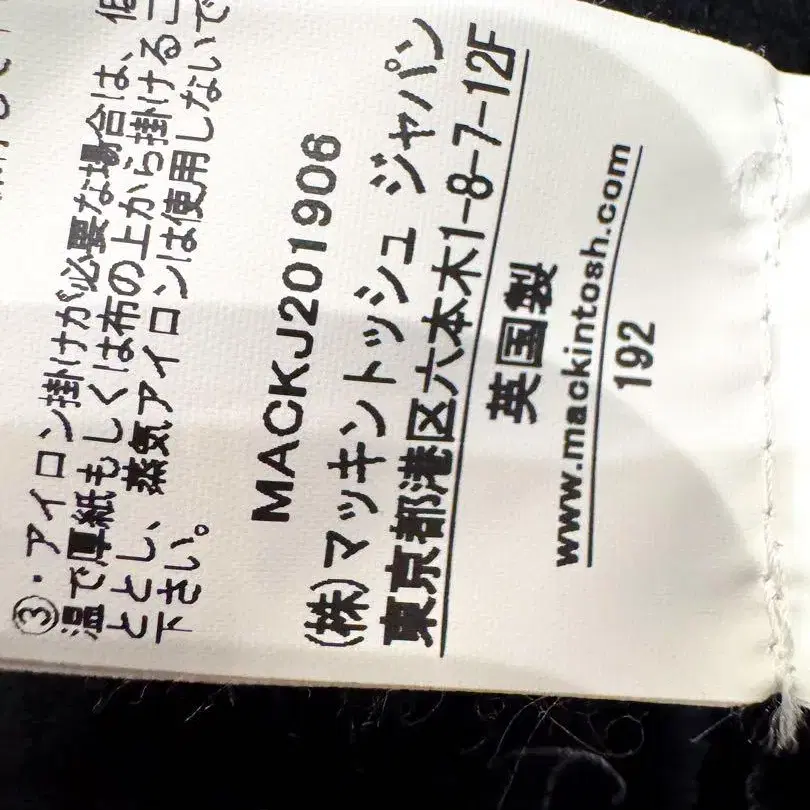 ③・アイロン掛けが必要な場合は、低
温で厚紙もしくは布の上から掛けるこ
ととし、蒸気アイロンは使用しないで
下さい。
MACKJ201906
(株)マッキントッシュ ジャパン
東京都港区六本木1-8-7-12F
英国製
www.mackintosh.com
192